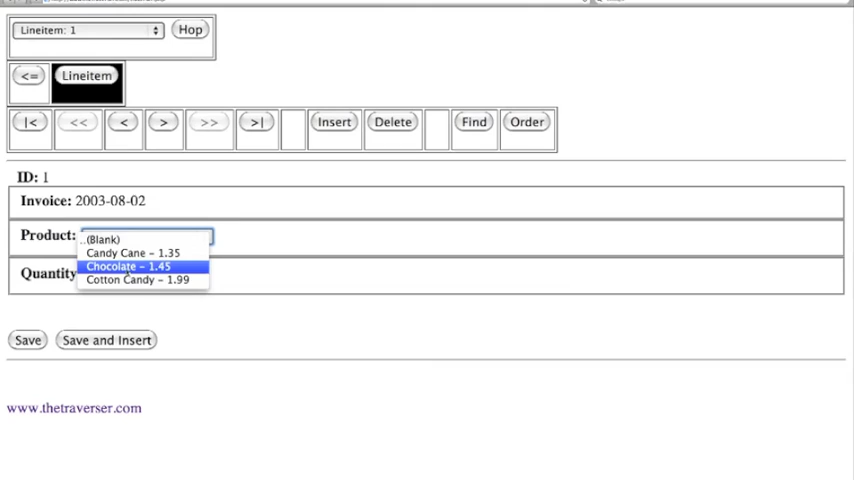 Lineitem: 1 Hop
<= Lineitem
|< << < > >> >| Insert Delete Find Order
ID: 1
Invoice: 2003-08-02
Product:
..(Blank)
Candy Cane - 1.35
Chocolate - 1.45
Cotton Candy - 1.99
Quantity
Save Save and Insert
www.thetraverser.com